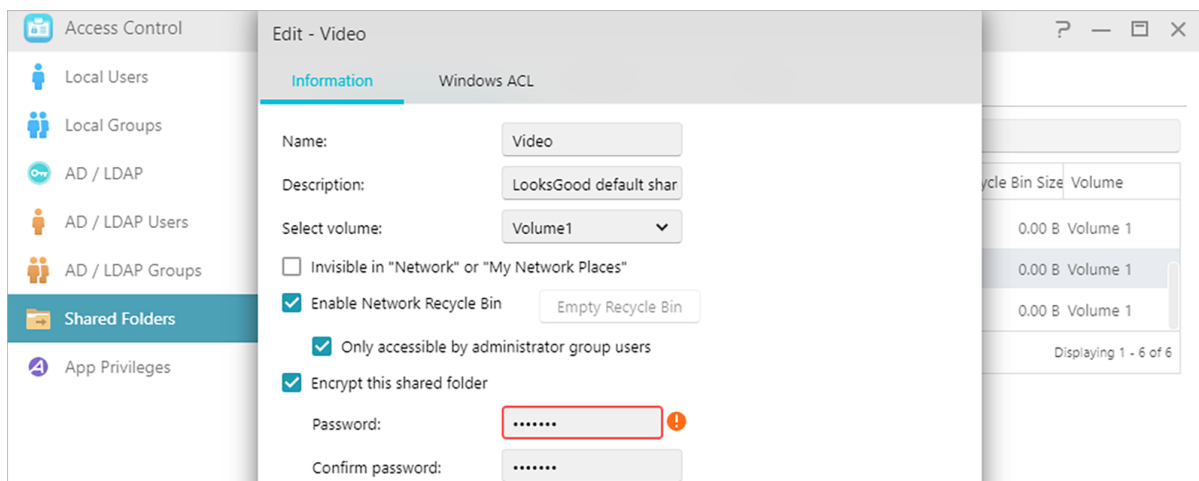 Access Control
Edit - Video
Local Users
Information
Windows ACL
Local Groups
Name:
Video
AD / LDAP
Description:
LooksGood default shar
Bin Size
Volume
AD / LDAP Users
Select volume:
Volume1
0.00 B
Volume 1
AD / LDAP Groups
Invisible in "Network" or "My Network Places"
0.00 B
Volume 1
Enable Network Recycle Bin
Empty Recycle Bin
0.00 B
Volume 1
Shared Folders
Only accessible by administrator group users
Displaying 1 - 6 of 6
App Privileges
Encrypt this shared folder
Password:
•••••••
Confirm password:
•••••••